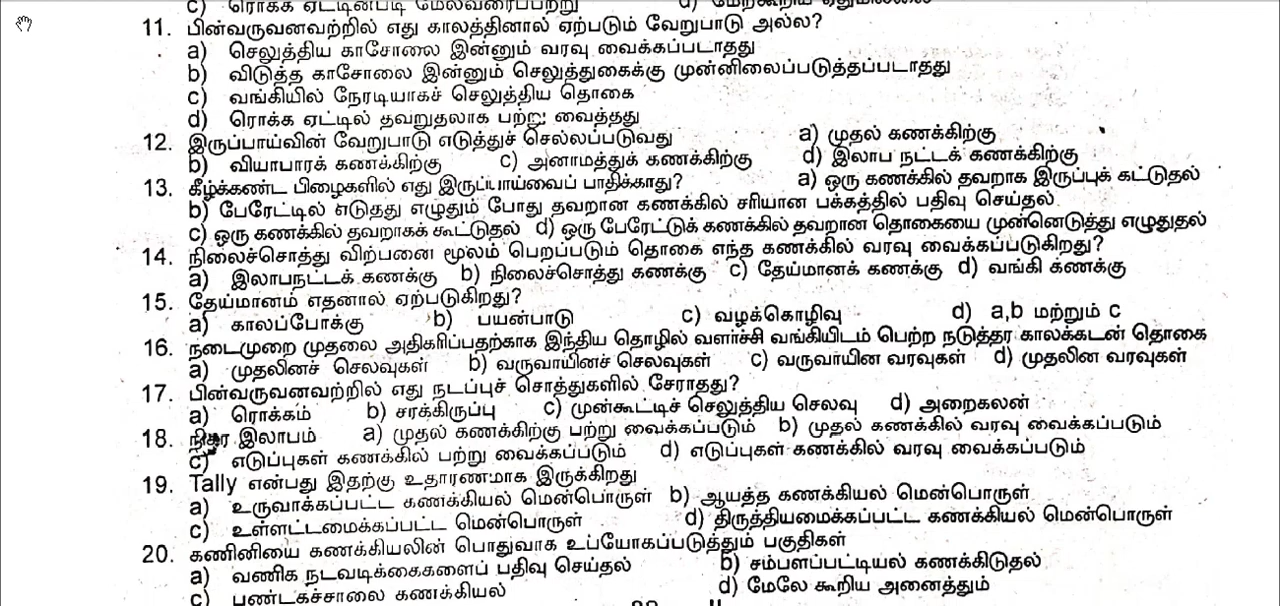 c) ரொக்க ஏட்டின்படி மேல்வரைப்பற்று d) மேற்கூறிய ஏதுமில்லை
11. பின்வருவனவற்றில் எது காலத்தினால் ஏற்படும் வேறுபாடு அல்ல?
a) செலுத்திய காசோலை இன்னும் வரவு வைக்கப்படாதது
b) விடுத்த காசோலை இன்னும் செலுத்துகைக்கு முன்னிலைப்படுத்தப்படாதது
c) வங்கியில் நேரடியாகச் செலுத்திய தொகை
d) ரொக்க ஏட்டில் தவறுதலாக பற்று வைத்தது
12. இருப்பாய்வின் வேறுபாடு எடுத்துச் செல்லப்படுவது a) முதல் கணக்கிற்கு
b) வியாபாரக் கணக்கிற்கு c) அனாமத்துக் கணக்கிற்கு d) இலாப நட்டக் கணக்கிற்கு
13. கீழ்க்கண்ட பிழைகளில் எது இருப்பாய்வைப் பாதிக்காது? a) ஒரு கணக்கில் தவறாக இருப்புக் கட்டுதல்
b) பேரேட்டில் எடுத்து எழுதும் போது தவறான கணக்கில் சரியான பக்கத்தில் பதிவு செய்தல்
c) ஒரு கணக்கில் தவறாகக் கூட்டுதல் d) ஒரு பேரேட்டுக் கணக்கில் தவறான தொகையை முன்னெடுத்து எழுதுதல்
14. நிலைச்சொத்து விற்பனை மூலம் பெறப்படும் தொகை எந்த கணக்கில் வரவு வைக்கப்படுகிறது?
a) இலாபநட்டக் கணக்கு b) நிலைச்சொத்து கணக்கு c) தேய்மானக் கணக்கு d) வங்கி கணக்கு
15. தேய்மானம் எதனால் ஏற்படுகிறது?
a) காலப்போக்கு b) பயன்பாடு c) வழக்கொழிவு d) a,b மற்றும் c
16. நடைமுறை முதலை அதிகரிப்பதற்காக இந்திய தொழில் வளர்ச்சி வங்கியிடம் பெற்ற நடுத்தர காலக்கடன் தொகை
a) முதலினச் செலவுகள் b) வருவாயினச் செலவுகள் c) வருவாயின வரவுகள் d) முதலின வரவுகள்
17. பின்வருவனவற்றில் எது நடப்புச் சொத்துகளில் சேராதது?
a) ரொக்கம் b) சரக்கிருப்பு c) முன்கூட்டிச் செலுத்திய செலவு d) அறைகலன்
18. நிகர இலாபம் a) முதல் கணக்கிற்கு பற்று வைக்கப்படும் b) முதல் கணக்கில் வரவு வைக்கப்படும்
c) எடுப்புகள் கணக்கில் பற்று வைக்கப்படும் d) எடுப்புகள் கணக்கில் வரவு வைக்கப்படும்
19. Tally என்பது இதற்கு உதாரணமாக இருக்கிறது
a) உருவாக்கப்பட்ட கணக்கியல் மென்பொருள் b) ஆயத்த கணக்கியல் மென்பொருள்
c) உள்ளட்டமைக்கப்பட்ட மென்பொருள் d) திருத்தியமைக்கப்பட்ட கணக்கியல் மென்பொருள்
20. கணினியை கணக்கியலின் பொதுவாக உப்யோகப்படுத்தும் பகுதிகள்
a) வணிக நடவடிக்கைகளைப் பதிவு செய்தல் b) சம்பளப்பட்டியல் கணக்கிடுதல்
c) பண்டகச்சாலை கணக்கியல் d) மேலே கூறிய அனைத்தும்